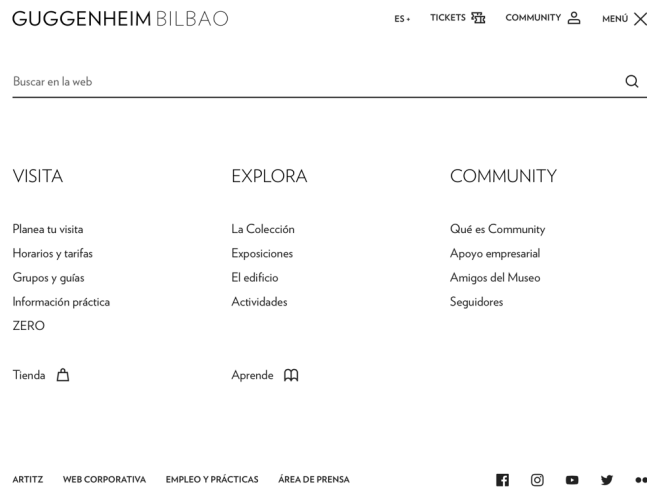 GUGGENHEIM BILBAO
ES
TICKETS
COMMUNITY
MENÚ
Buscar en la web
VISITA
Planea tu visita
Horarios y tarifas
Grupos y guías
Información práctica
ZERO
Tienda
EXPLORA
La Colección
Exposiciones
El edificio
Actividades
Aprende
COMMUNITY
Qué es Community
Apoyo empresarial
Amigos del Museo
Seguidores
ARTITZ
WEB CORPORATIVA
EMPLEO Y PRÁCTICAS
ÁREA DE PRENSA